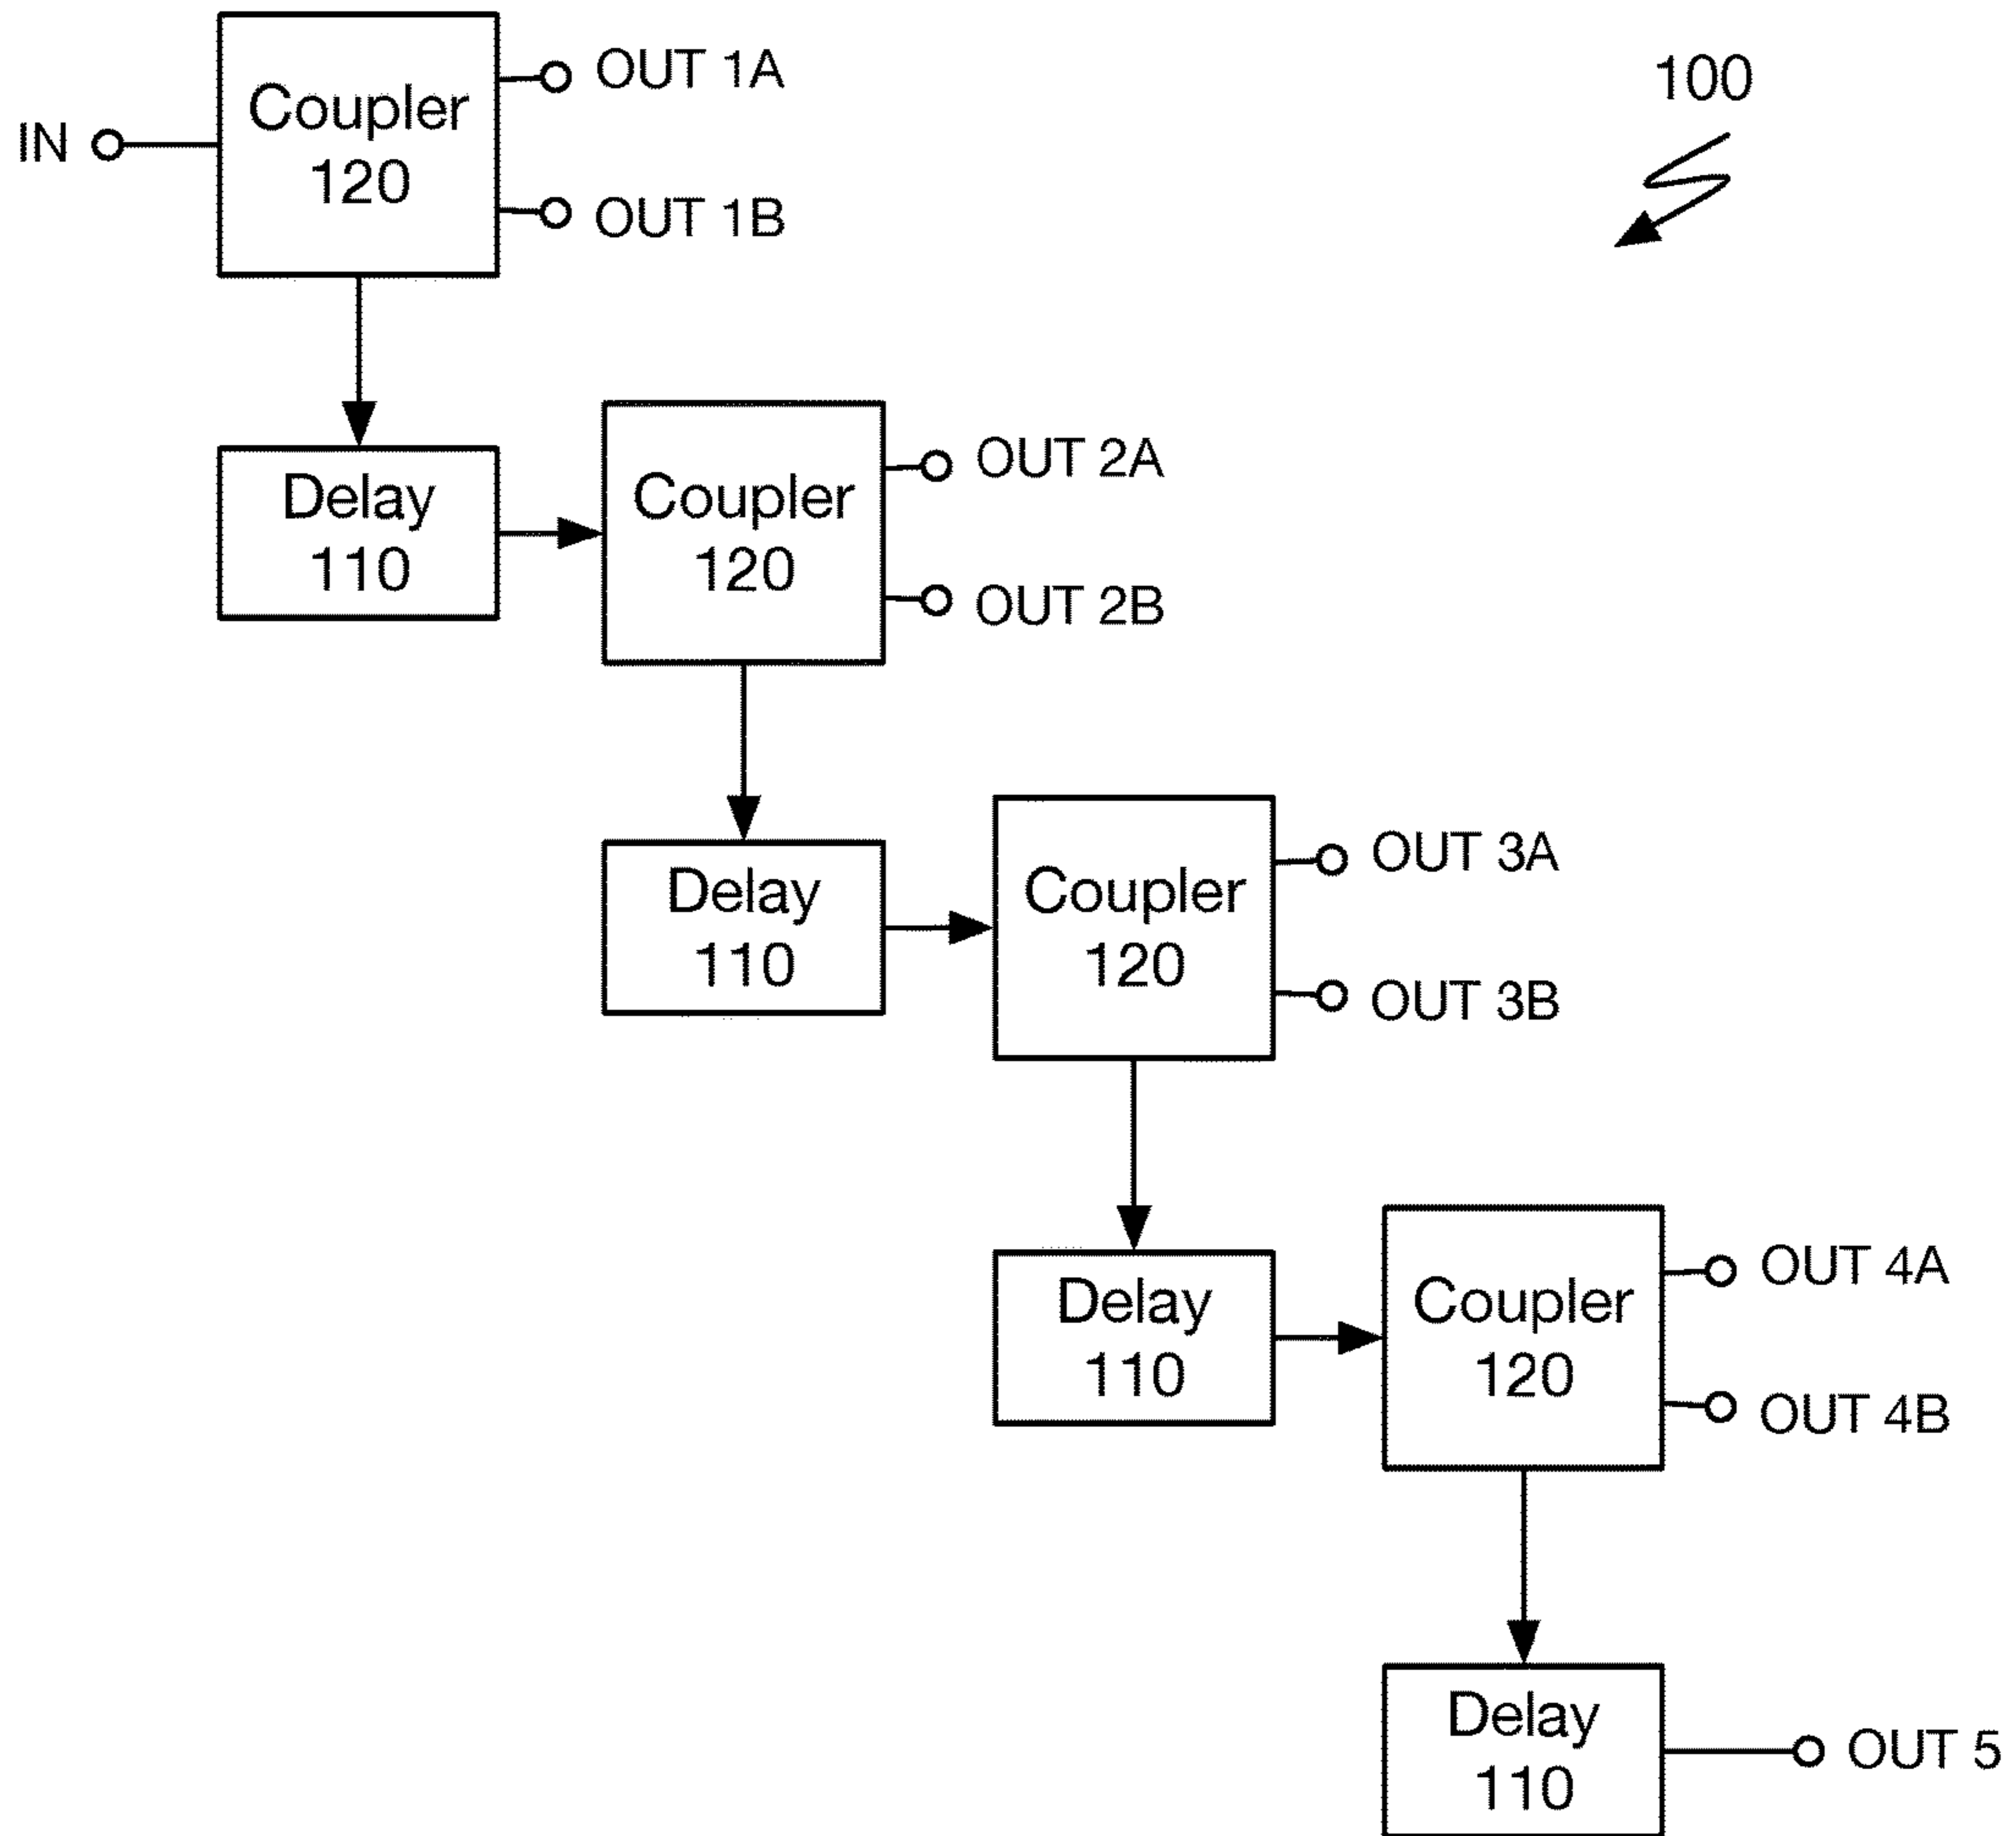 OUT 1A
100
Coupler
120
IN
OUT 1B
OUT 2A
Delay
110
Coupler
120
OUT 2B
OUT 3A
Delay
110
Coupler
120
OUT 3B
OUT 4A
Delay
110
Coupler
120
OUT 4B
Delay
110
OUT 5